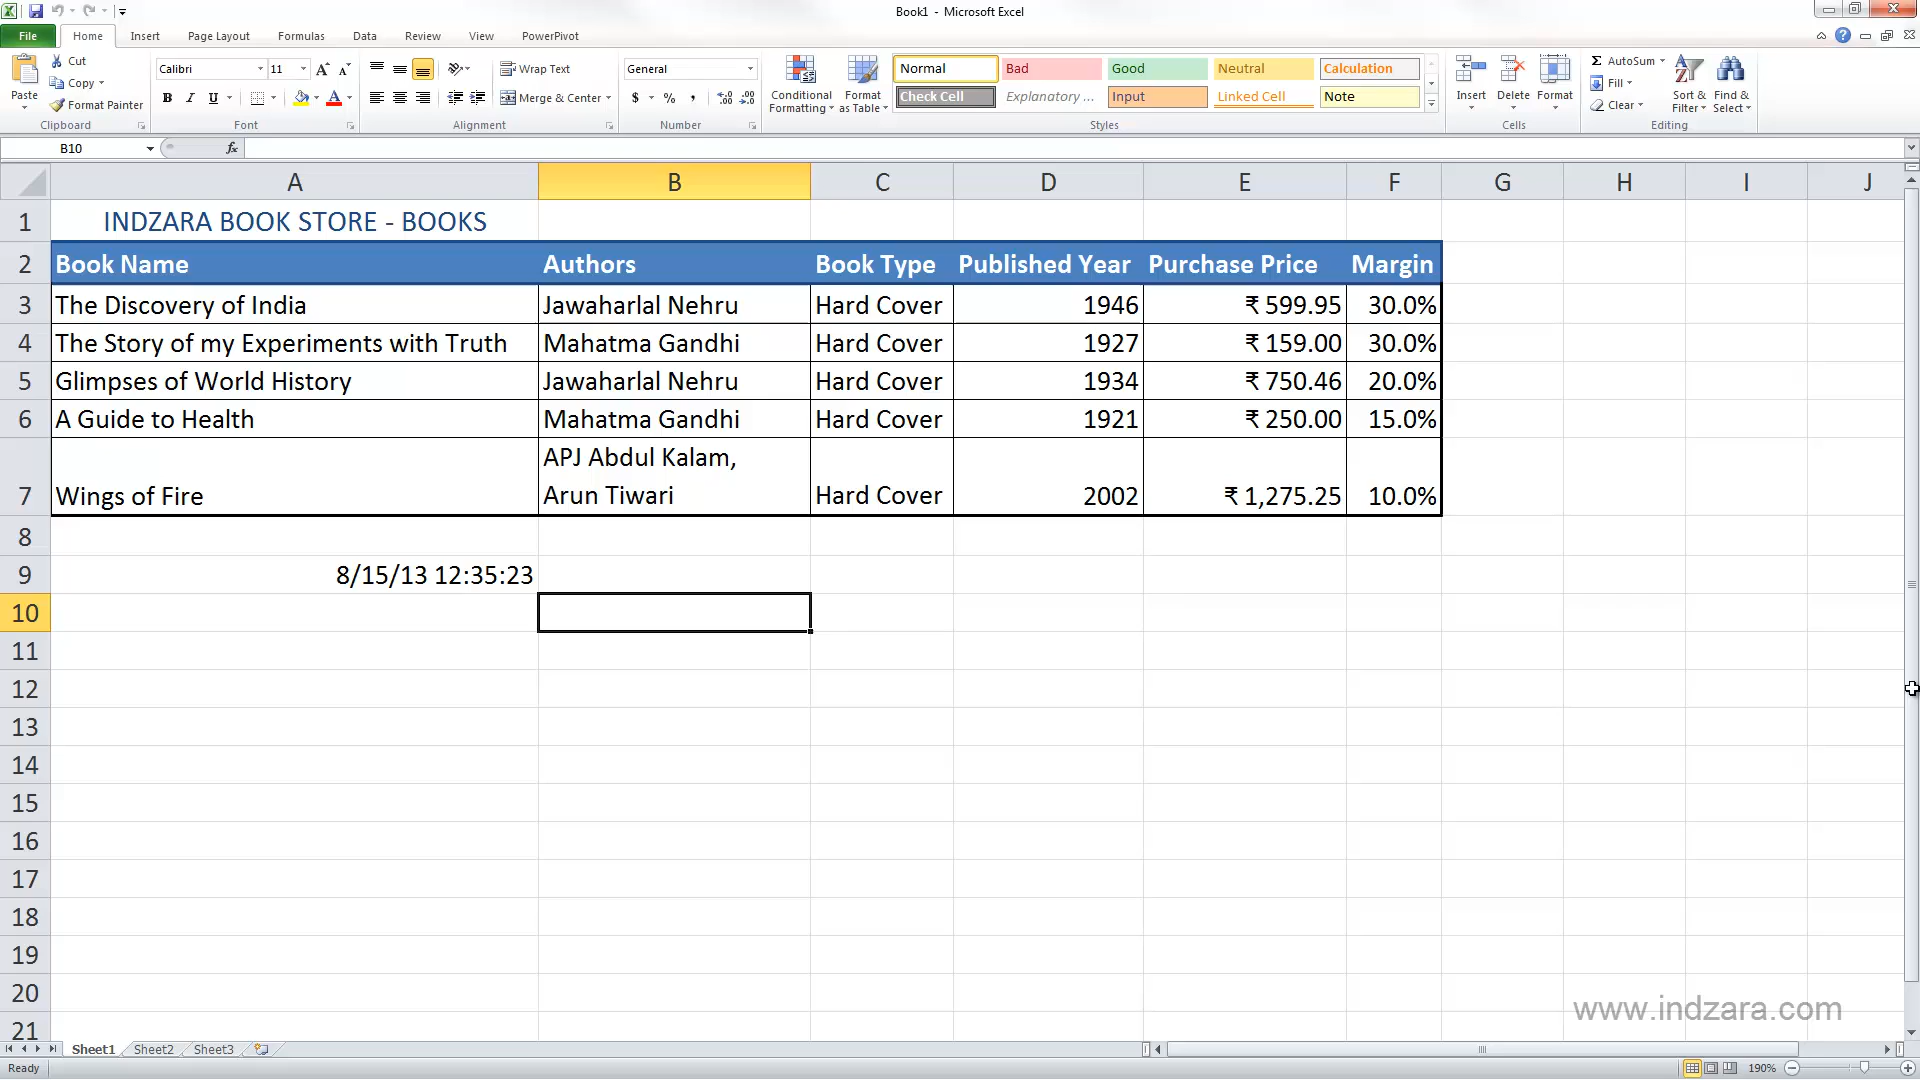 Book1 - Microsoft Excel
File Home Insert Page Layout Formulas Data Review View PowerPivot
Paste
Cut
Copy
Format Painter
Clipboard
Calibri 11
B I U
Font
Wrap Text
Merge & Center
Alignment
General
$ % ,
Number
Conditional Formatting
Format as Table
Normal Bad Good Neutral Calculation
Check Cell Explanatory ... Input Linked Cell Note
Styles
Insert Delete Format
Cells
Σ AutoSum
Fill
Clear
Sort & Filter
Find & Select
Editing
B10 fx
A B C D E F G H I J
1 INDZARA BOOK STORE - BOOKS
2 Book Name Authors Book Type Published Year Purchase Price Margin
3 The Discovery of India Jawaharlal Nehru Hard Cover 1946 ₹ 599.95 30.0%
4 The Story of my Experiments with Truth Mahatma Gandhi Hard Cover 1927 ₹ 159.00 30.0%
5 Glimpses of World History Jawaharlal Nehru Hard Cover 1934 ₹ 750.46 20.0%
6 A Guide to Health Mahatma Gandhi Hard Cover 1921 ₹ 250.00 15.0%
APJ Abdul Kalam,
7 Wings of Fire Arun Tiwari Hard Cover 2002 ₹ 1,275.25 10.0%
8
9 8/15/13 12:35:23
10
11
12
13
14
15
16
17
18
19
20
21
www.indzara.com
Sheet1 Sheet2 Sheet3
Ready 190%